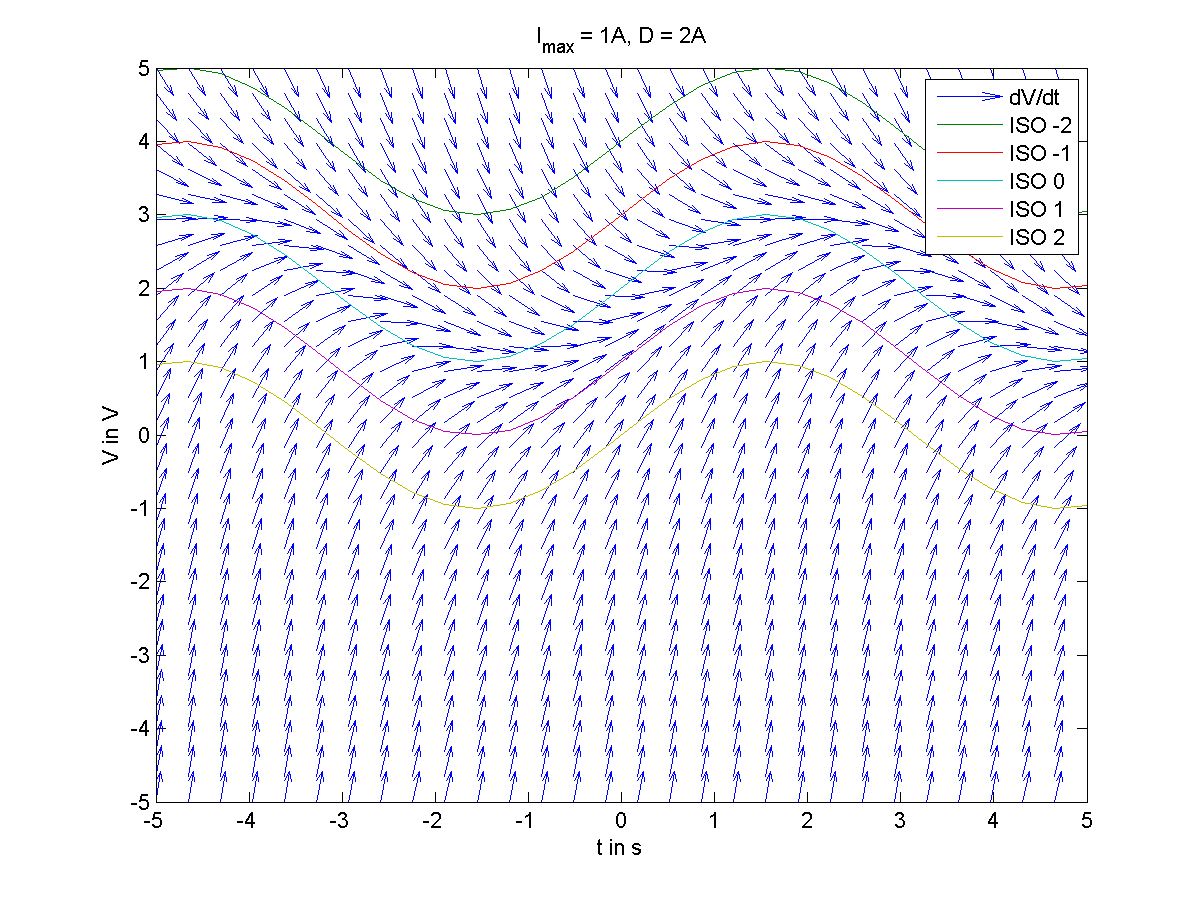 I_max = 1A, D = 2A
dV/dt
ISO -2
ISO -1
ISO 0
ISO 1
ISO 2
5
4
3
2
1
0
-1
-2
-3
-4
-5
V in V
-5 -4 -3 -2 -1 0 1 2 3 4 5
t in s